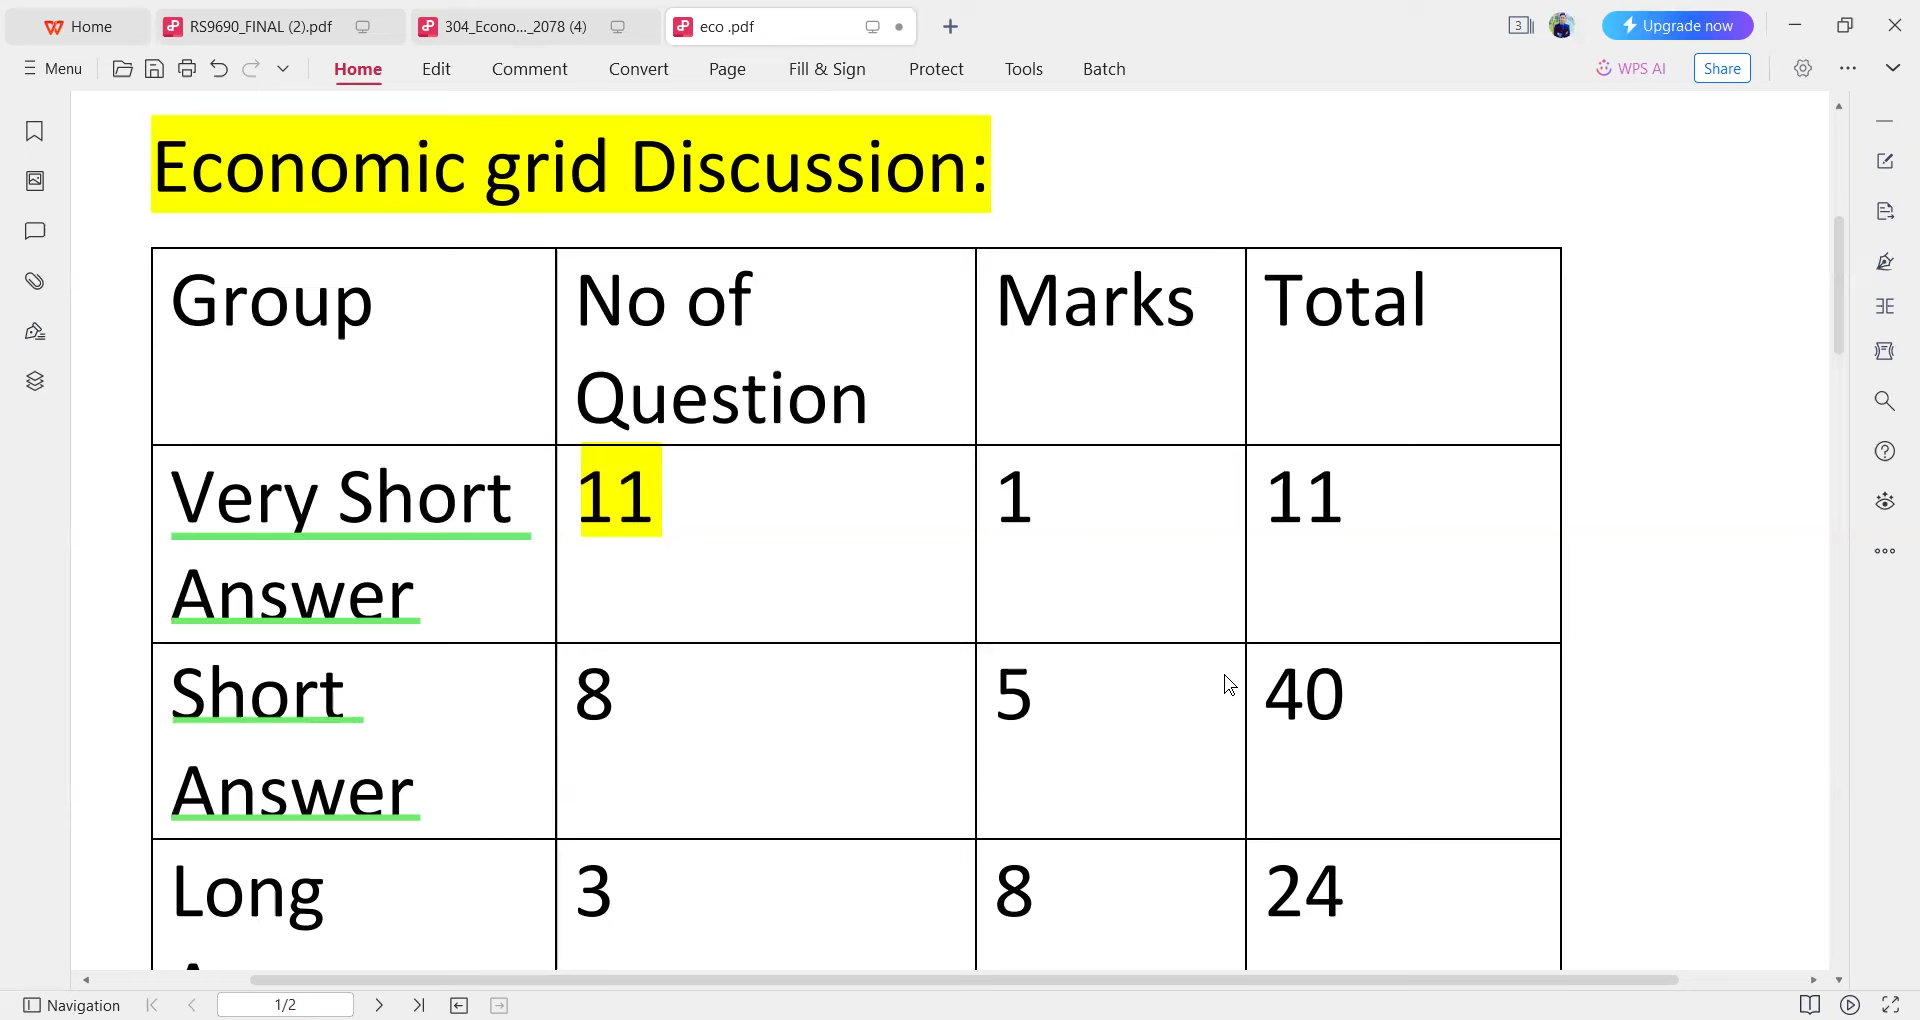 Home
RS9690_FINAL (2).pdf
304_Econo..._2078 (4)
eco .pdf
3
Upgrade now
Menu
Home
Edit
Comment
Convert
Page
Fill & Sign
Protect
Tools
Batch
WPS AI
Share
Economic grid Discussion:
Group
No of
Question
Marks
Total
Very Short
Answer
11
1
11
Short
Answer
8
5
40
Long
3
8
24
Navigation
1/2